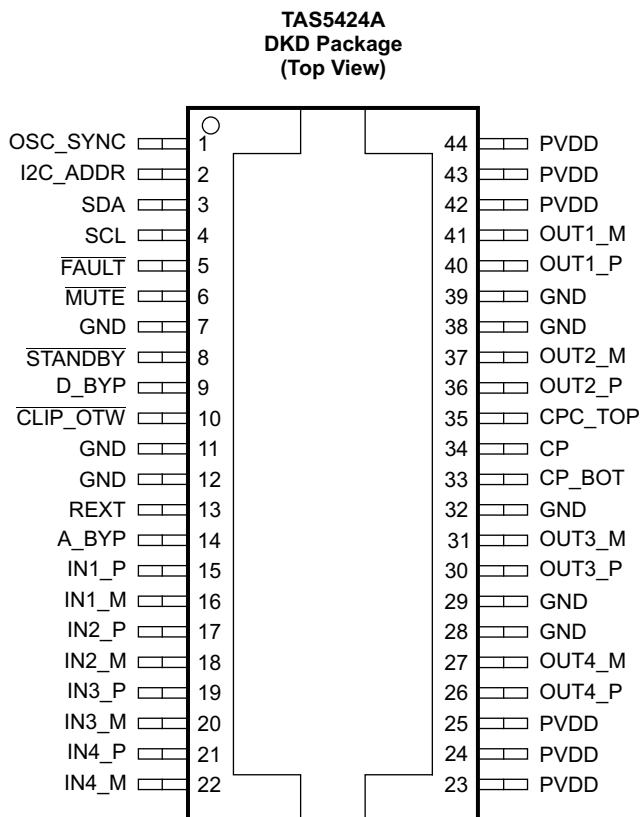 TAS5424A
DKD Package
(Top View)
OSC_SYNC 1 44 PVDD
I2C_ADDR 2 43 PVDD
SDA 3 42 PVDD
SCL 4 41 OUT1_M
FAULT 5 40 OUT1_P
MUTE 6 39 GND
GND 7 38 GND
STANDBY 8 37 OUT2_M
D_BYP 9 36 OUT2_P
CLIP_OTW 10 35 CPC_TOP
GND 11 34 CP
GND 12 33 CP_BOT
REXT 13 32 GND
A_BYP 14 31 OUT3_M
IN1_P 15 30 OUT3_P
IN1_M 16 29 GND
IN2_P 17 28 GND
IN2_M 18 27 OUT4_M
IN3_P 19 26 OUT4_P
IN3_M 20 25 PVDD
IN4_P 21 24 PVDD
IN4_M 22 23 PVDD